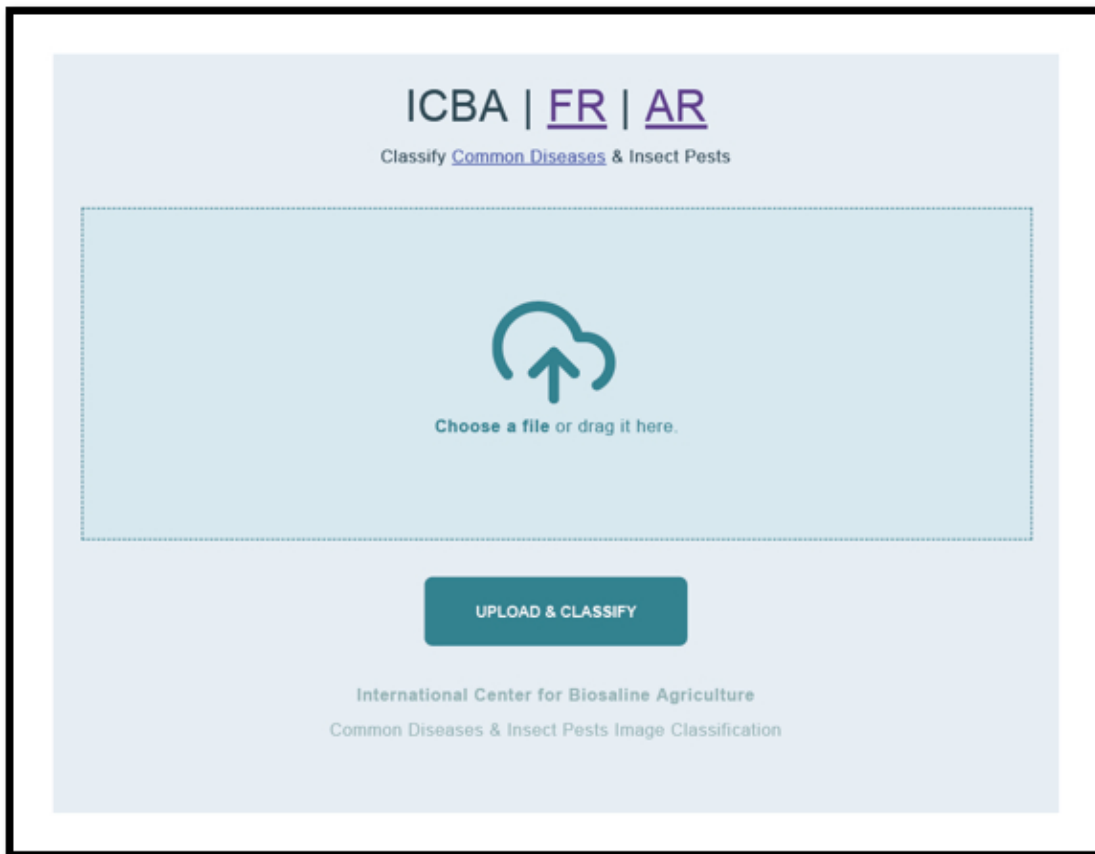 ICBA | FR | AR
Classify Common Diseases & Insect Pests
Choose a file or drag it here.
UPLOAD & CLASSIFY
International Center for Biosaline Agriculture
Common Diseases & Insect Pests Image Classification